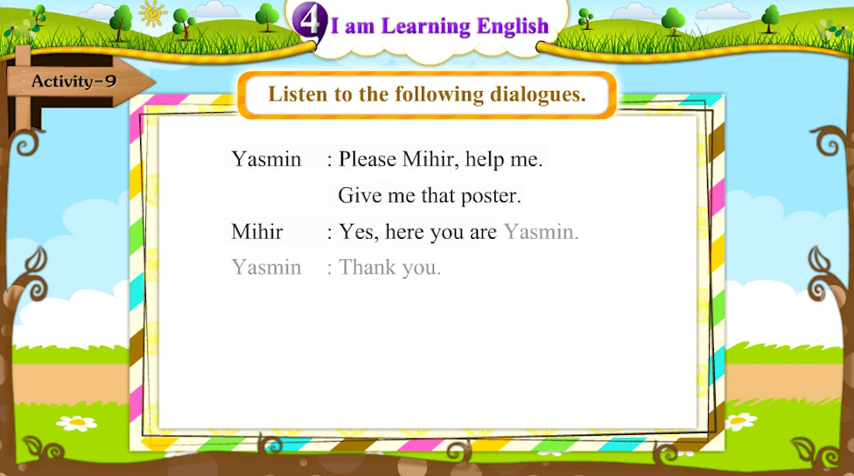 4 I am Learning English
Activity-9
Listen to the following dialogues.
Yasmin : Please Mihir, help me.
Give me that poster.
Mihir : Yes, here you are Yasmin.
Yasmin : Thank you.